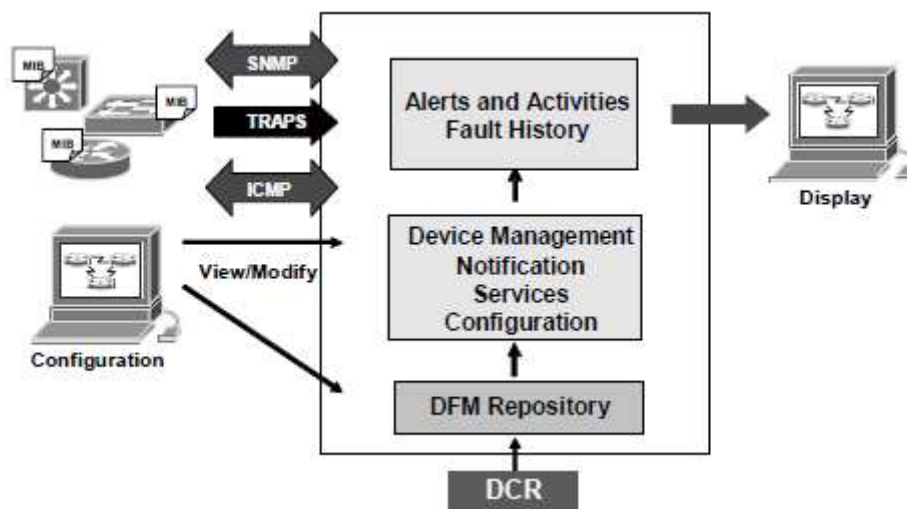 MIB
MIB
MIB
SNMP
TRAPS
ICMP
Alerts and Activities
Fault History
Display
View/Modify
Device Management
Notification
Services
Configuration
Configuration
DFM Repository
DCR